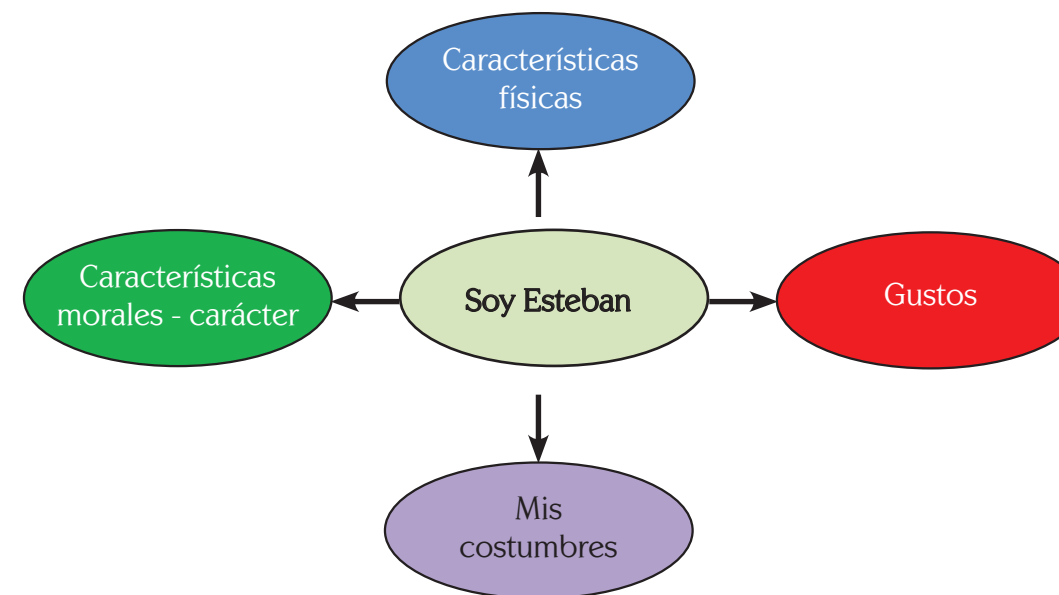 Características
físicas
Características
morales - carácter
Soy Esteban
Gustos
Mis
costumbres